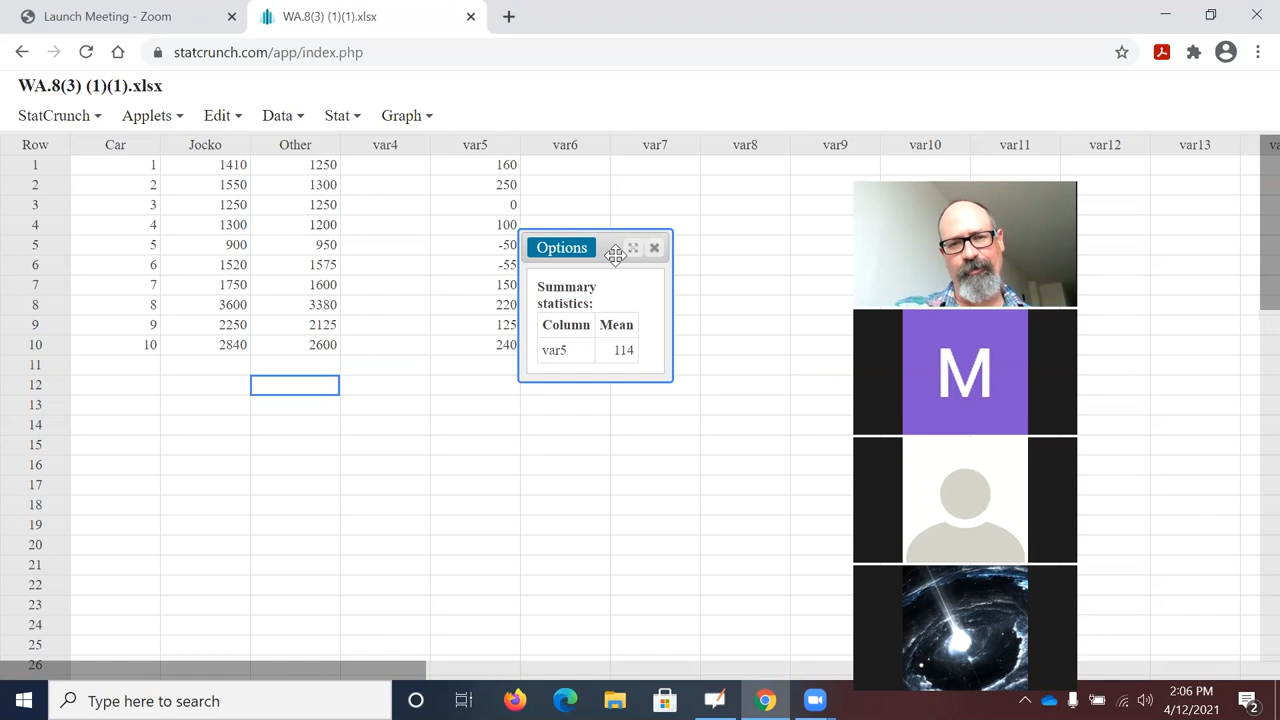 Launch Meeting - Zoom
WA.8(3) (1)(1).xlsx
statcrunch.com/app/index.php
WA.8(3) (1)(1).xlsx
StatCrunch Applets Edit Data Stat Graph
Row Car Jocko Other var4 var5 var6 var7 var8 var9 var10 var11 var12 var13 va
1 1 1410 1250 160
2 2 1550 1300 250
3 3 1250 1250 0
4 4 1300 1200 100
5 5 900 950 -50
6 6 1520 1575 -55
7 7 1750 1600 150
8 8 3600 3380 220
9 9 2250 2125 125
10 10 2840 2600 240
11
12
13
14
15
16
17
18
19
20
21
22
23
24
25
26
Options
Summary
statistics:
Column Mean
var5 114
M
Type here to search
2:06 PM
4/12/2021
2